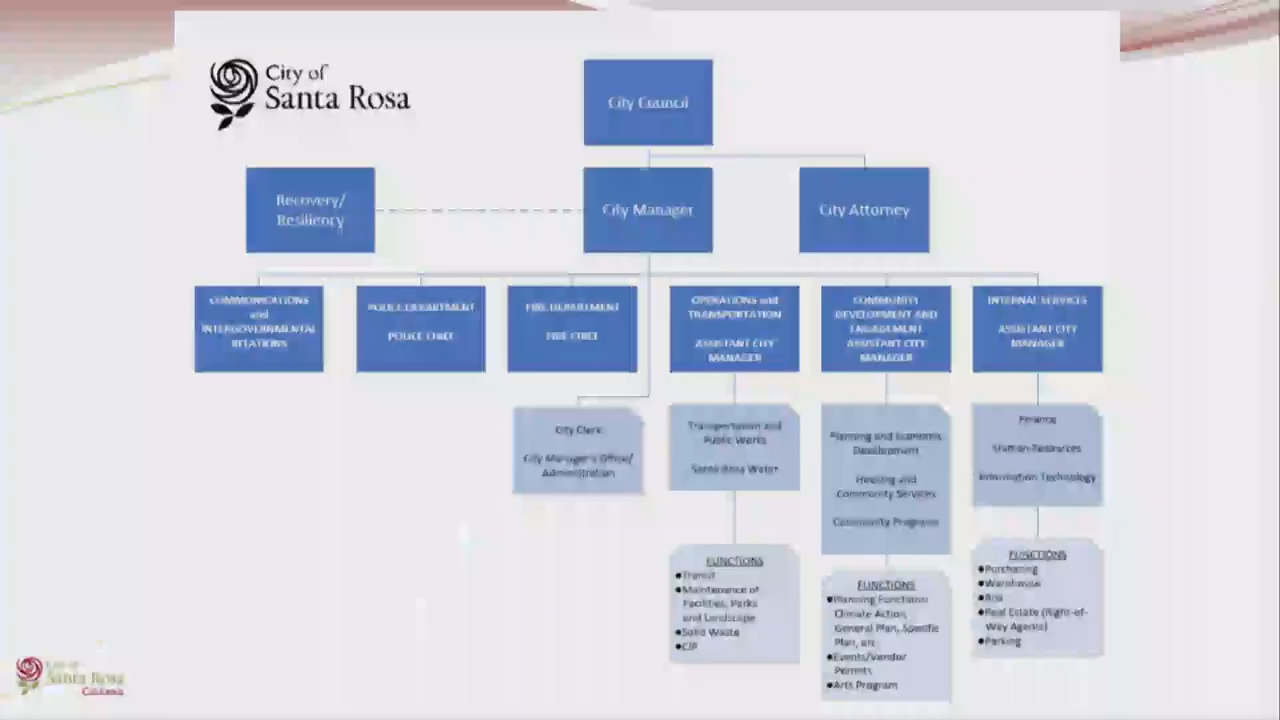 City of
Santa Rosa
City Council
Recovery/
Resiliency
City Manager
City Attorney
COMMUNICATIONS
and
INTERGOVERNMENTAL
RELATIONS
POLICE DEPARTMENT
POLICE CHIEF
FIRE DEPARTMENT
FIRE CHIEF
OPERATIONS and
TRANSPORTATION
ASSISTANT CITY
MANAGER
COMMUNITY
DEVELOPMENT AND
ENGAGEMENT
ASSISTANT CITY
MANAGER
INTERNAL SERVICES
ASSISTANT CITY
MANAGER
City Clerk
City Manager's Office/
Administration
Transportation and
Public Works
Santa Rosa Water
Planning and Economic
Development
Housing and
Community Services
Community Programs
Finance
Human Resources
Information Technology
FUNCTIONS
●Transit
●Maintenance of
Facilities, Parks
and Landscape
●Solid Waste
●CIP
FUNCTIONS
●Planning Functions:
Climate Action,
General Plan, Specific
Plan, etc.
●Events/Vendor
Permits
●Arts Program
FUNCTIONS
●Purchasing
●Warehouse
●Real Estate (Right-of-
Way Agents)
●Parking
City of
Santa Rosa
California